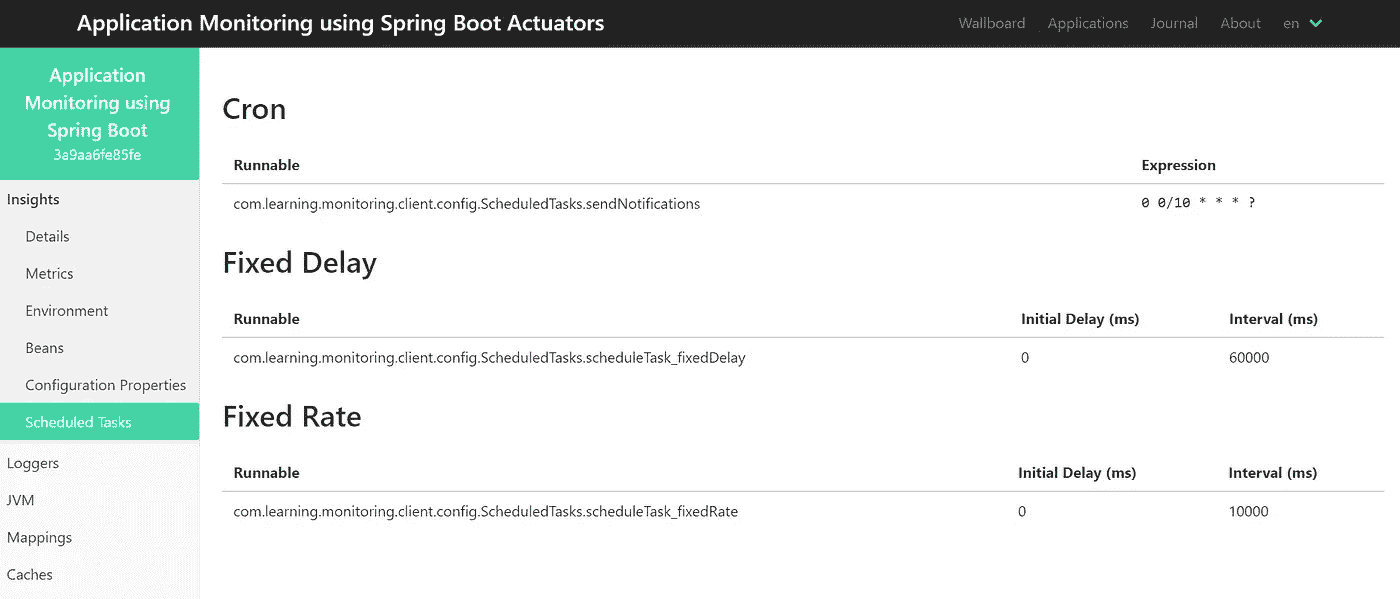 Application Monitoring using Spring Boot Actuators
Wallboard Applications Journal About en
Application
Monitoring using
Spring Boot
3a9aa6fe85fe
Insights
Details
Metrics
Environment
Beans
Configuration Properties
Scheduled Tasks
Loggers
JVM
Mappings
Caches
Cron
Runnable Expression
com.learning.monitoring.client.config.ScheduledTasks.sendNotifications 0 0/10 * * * ?
Fixed Delay
Runnable Initial Delay (ms) Interval (ms)
com.learning.monitoring.client.config.ScheduledTasks.scheduleTask_fixedDelay 0 60000
Fixed Rate
Runnable Initial Delay (ms) Interval (ms)
com.learning.monitoring.client.config.ScheduledTasks.scheduleTask_fixedRate 0 10000